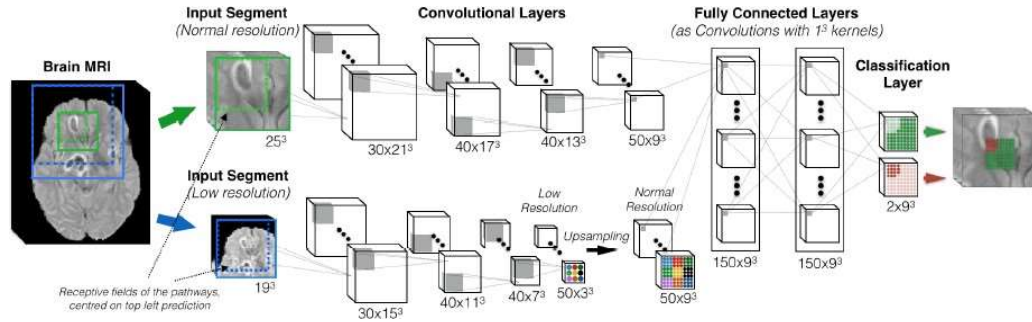 Brain MRI
Input Segment
(Normal resolution)
25³
Convolutional Layers
30x21³
40x17³
40x13³
50x9³
Fully Connected Layers
(as Convolutions with 1³ kernels)
Classification
Layer
2x9³
150x9³
150x9³
Input Segment
(Low resolution)
19³
30x15³
40x11³
40x7³
Low
Resolution
50x3³
Upsampling
Normal
Resolution
50x9³
Receptive fields of the pathways,
centred on top left prediction